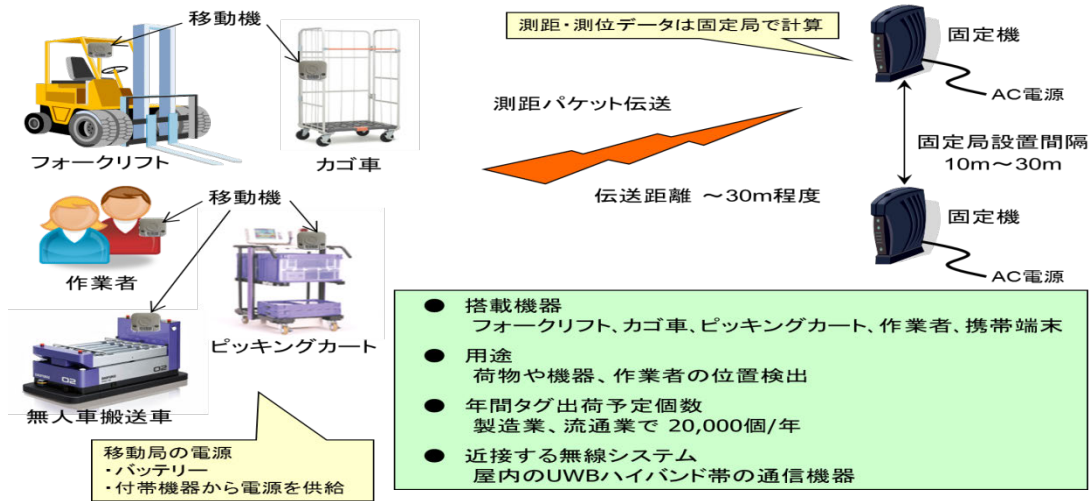 移動機
測距・測位データは固定局で計算
固定機
AC電源
測距パケット伝送
固定局設置間隔
10m～30m
フォークリフト
カゴ車
伝送距離 ～30m程度
移動機
固定機
作業者
AC電源
● 搭載機器
フォークリフト、カゴ車、ピッキングカート、作業者、携帯端末
ピッキングカート
● 用途
荷物や機器、作業者の位置検出
02
02
無人車搬送車
● 年間タグ出荷予定個数
製造業、流通業で 20,000個/年
移動局の電源
・バッテリー
・付帯機器から電源を供給
● 近接する無線システム
屋内のUWBハイバンド帯の通信機器